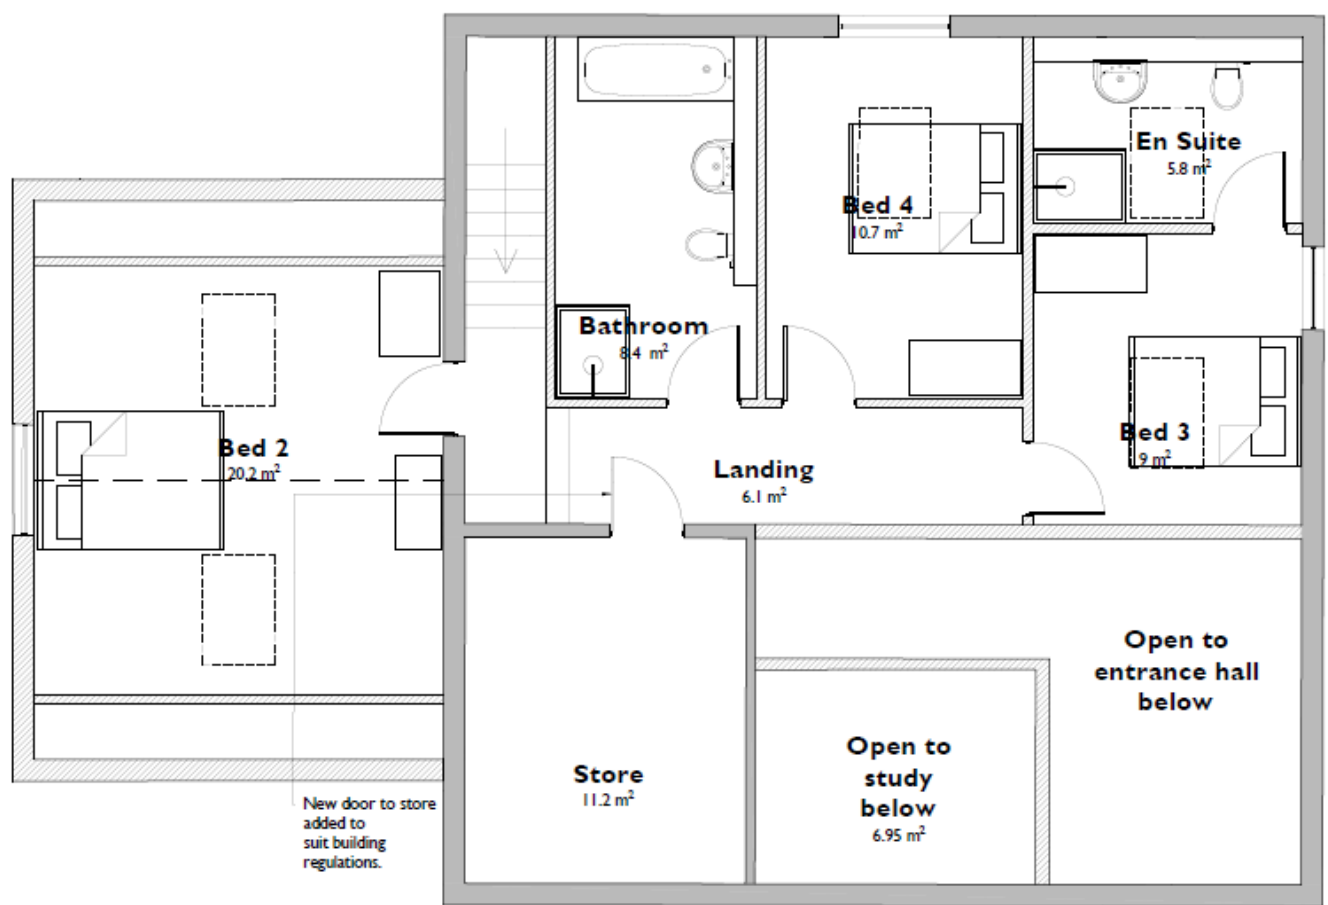 En Suite
5.8 m²
Bed 4
10.7 m²
Bathroom
8.4 m²
Bed 2
20.2 m²
Bed 3
9 m²
Landing
6.1 m²
Open to
entrance hall
below
Store
11.2 m²
Open to
study
below
6.95 m²
New door to store
added to
suit building
regulations.